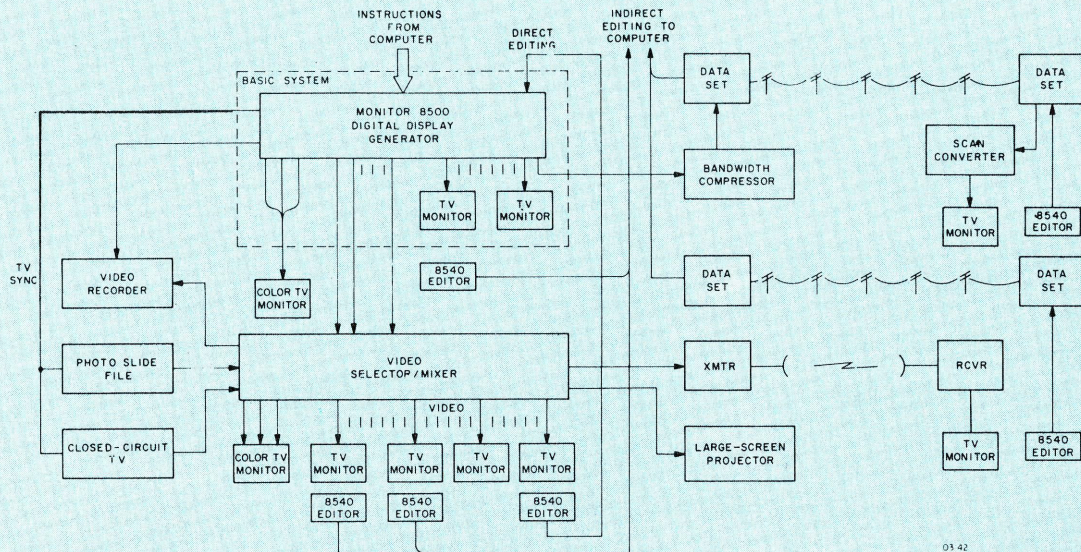 INSTRUCTIONS
FROM
COMPUTER
DIRECT
EDITING
INDIRECT
EDITING TO
COMPUTER
BASIC SYSTEM
MONITOR 8500
DIGITAL DISPLAY
GENERATOR
TV
MONITOR
TV
MONITOR
DATA
SET
DATA
SET
BANDWIDTH
COMPRESSOR
SCAN
CONVERTER
TV
MONITOR
8540
EDITOR
TV
SYNC
VIDEO
RECORDER
COLOR TV
MONITOR
8540
EDITOR
DATA
SET
DATA
SET
PHOTO SLIDE
FILE
VIDEO
SELECTOR/MIXER
XMTR
RCVR
VIDEO
CLOSED-CIRCUIT
TV
COLOR TV
MONITOR
TV
MONITOR
TV
MONITOR
TV
MONITOR
TV
MONITOR
LARGE-SCREEN
PROJECTOR
TV
MONITOR
8540
EDITOR
8540
EDITOR
8540
EDITOR
8540
EDITOR
03 42